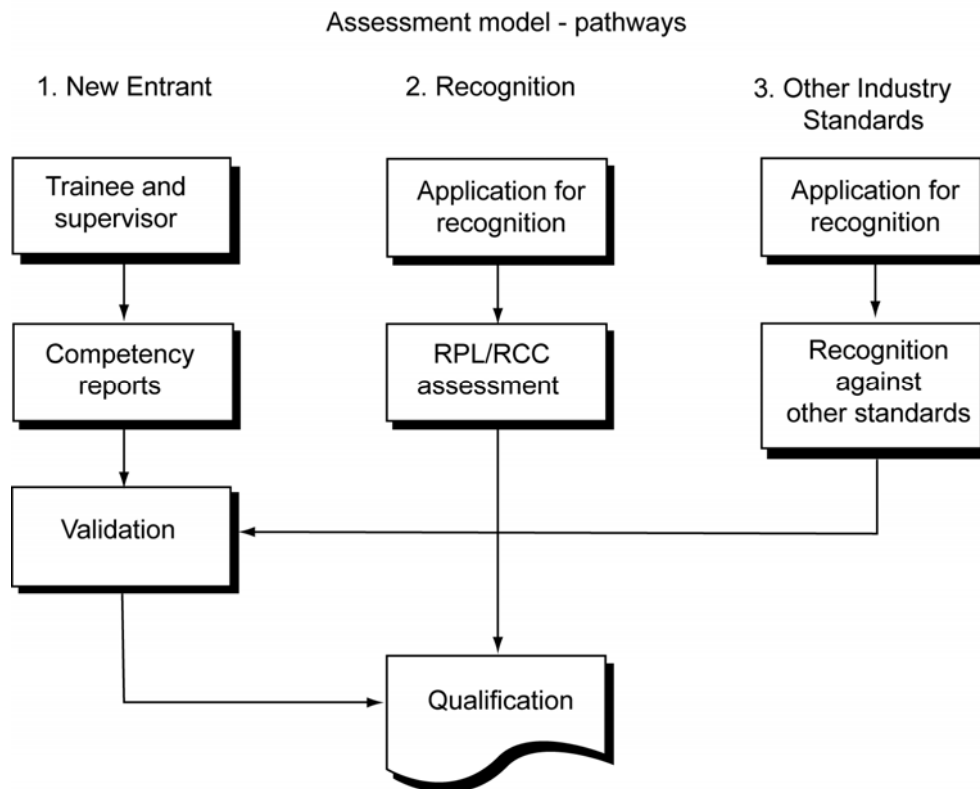 Assessment model - pathways
1. New Entrant
2. Recognition
3. Other Industry
Standards
Trainee and
supervisor
Application for
recognition
Application for
recognition
Competency
reports
RPL/RCC
assessment
Recognition
against
other standards
Validation
Qualification